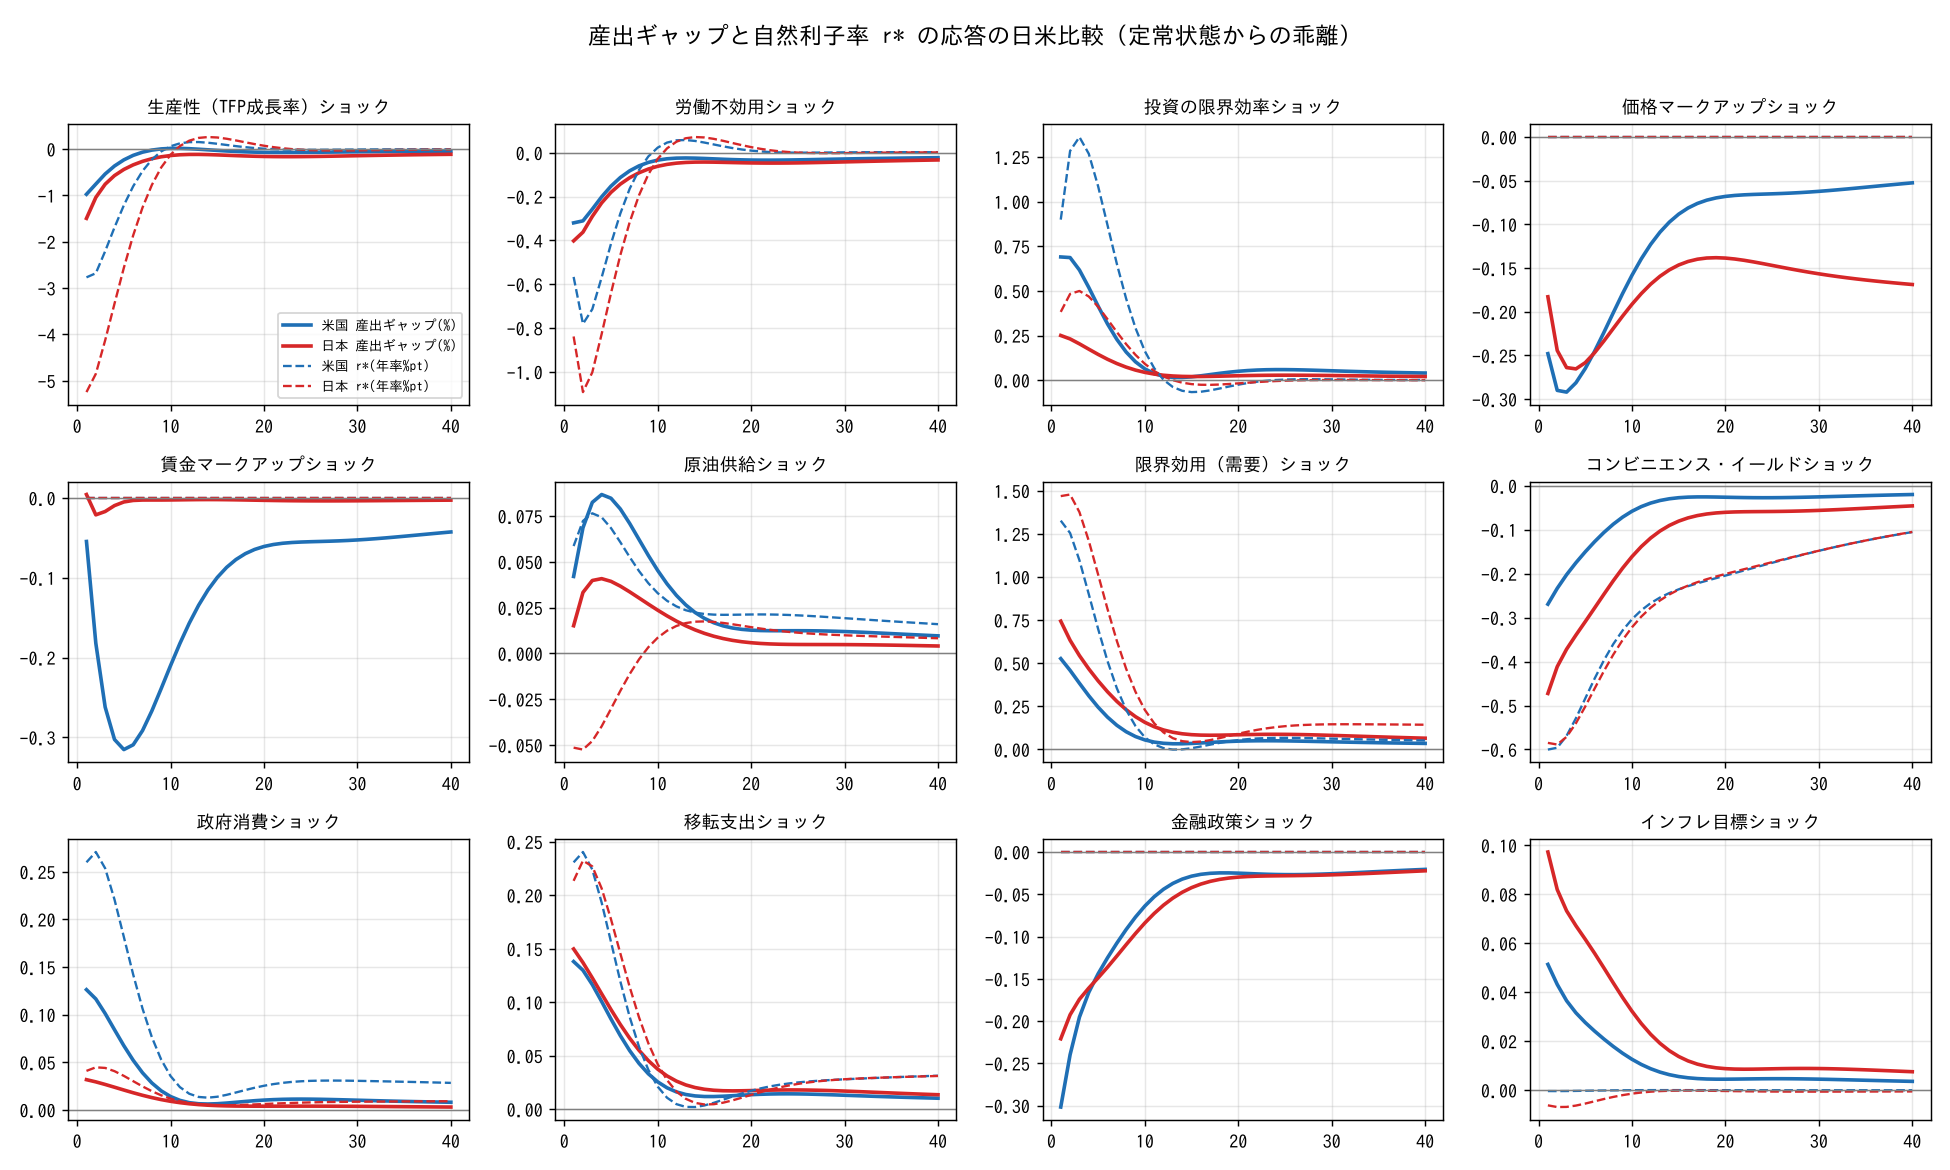 産出ギャップと自然利子率 r* の応答の日米比較（定常状態からの乖離）
生産性（TFP成長率）ショック
0
-1
-2
-3
-4
-5
0 10 20 30 40
米国 産出ギャップ(%)
日本 産出ギャップ(%)
米国 r*(年率%pt)
日本 r*(年率%pt)
労働不効用ショック
0.0
-0.2
-0.4
-0.6
-0.8
-1.0
0 10 20 30 40
投資の限界効率ショック
1.25
1.00
0.75
0.50
0.25
0.00
0 10 20 30 40
価格マークアップショック
0.00
-0.05
-0.10
-0.15
-0.20
-0.25
-0.30
0 10 20 30 40
賃金マークアップショック
0.0
-0.1
-0.2
-0.3
0 10 20 30 40
原油供給ショック
0.075
0.050
0.025
0.000
-0.025
-0.050
0 10 20 30 40
限界効用（需要）ショック
1.50
1.25
1.00
0.75
0.50
0.25
0.00
0 10 20 30 40
コンビニエンス・イールドショック
0.0
-0.1
-0.2
-0.3
-0.4
-0.5
-0.6
0 10 20 30 40
政府消費ショック
0.25
0.20
0.15
0.10
0.05
0.00
0 10 20 30 40
移転支出ショック
0.25
0.20
0.15
0.10
0.05
0.00
0 10 20 30 40
金融政策ショック
0.00
-0.05
-0.10
-0.15
-0.20
-0.25
-0.30
0 10 20 30 40
インフレ目標ショック
0.10
0.08
0.06
0.04
0.02
0.00
0 10 20 30 40